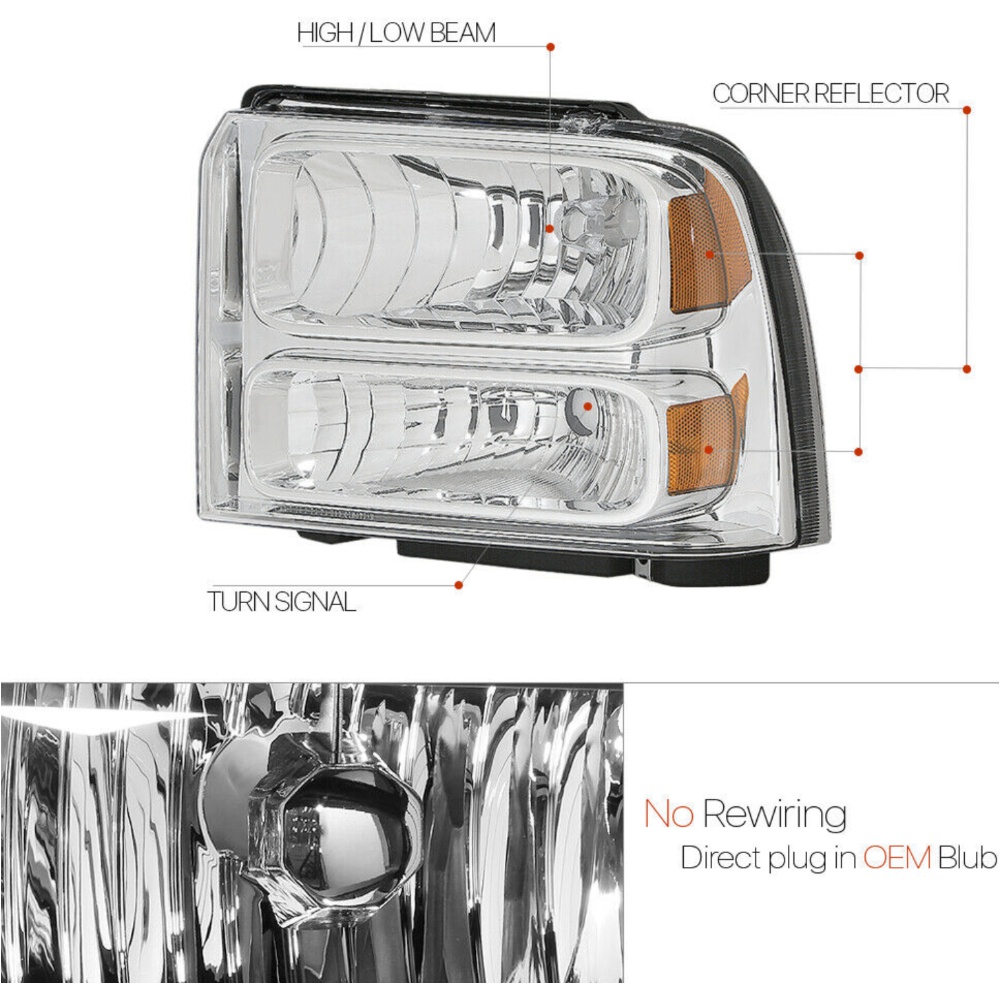 HIGH / LOW BEAM
CORNER REFLECTOR
TURN SIGNAL
No Rewiring
Direct plug in OEM Blub